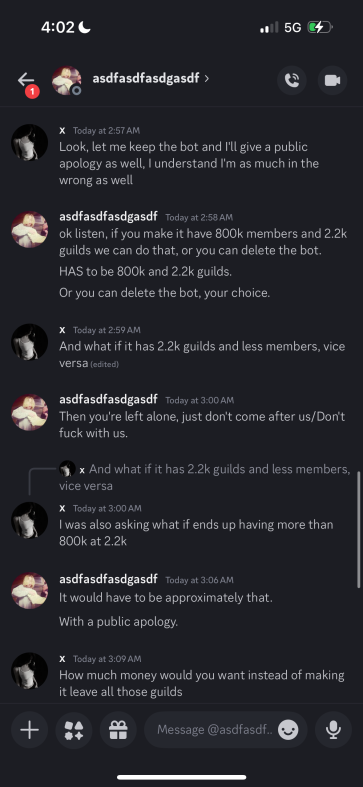 4:02
5G
1
asdfasfasdgasdf >
X Today at 2:57 AM
Look, let me keep the bot and I'll give a public
apology as well, I understand I'm as much in the
wrong as well
asdfasfasdgasdf Today at 2:58 AM
ok listen, if you make it have 800k members and 2.2k
guilds we can do that, or you can delete the bot.
HAS to be 800k and 2.2k guilds.
Or you can delete the bot, your choice.
X Today at 2:59 AM
And what if it has 2.2k guilds and less members, vice
versa (edited)
asdfasfasdgasdf Today at 3:00 AM
Then you're left alone, just don't come after us/Don't
fuck with us.
X And what if it has 2.2k guilds and less members,
vice versa
X Today at 3:00 AM
I was also asking what if ends up having more than
800k at 2.2k
asdfasfasdgasdf Today at 3:06 AM
It would have to be approximately that.
With a public apology.
X Today at 3:09 AM
How much money would you want instead of making
it leave all those guilds
Message @asdfasdf..